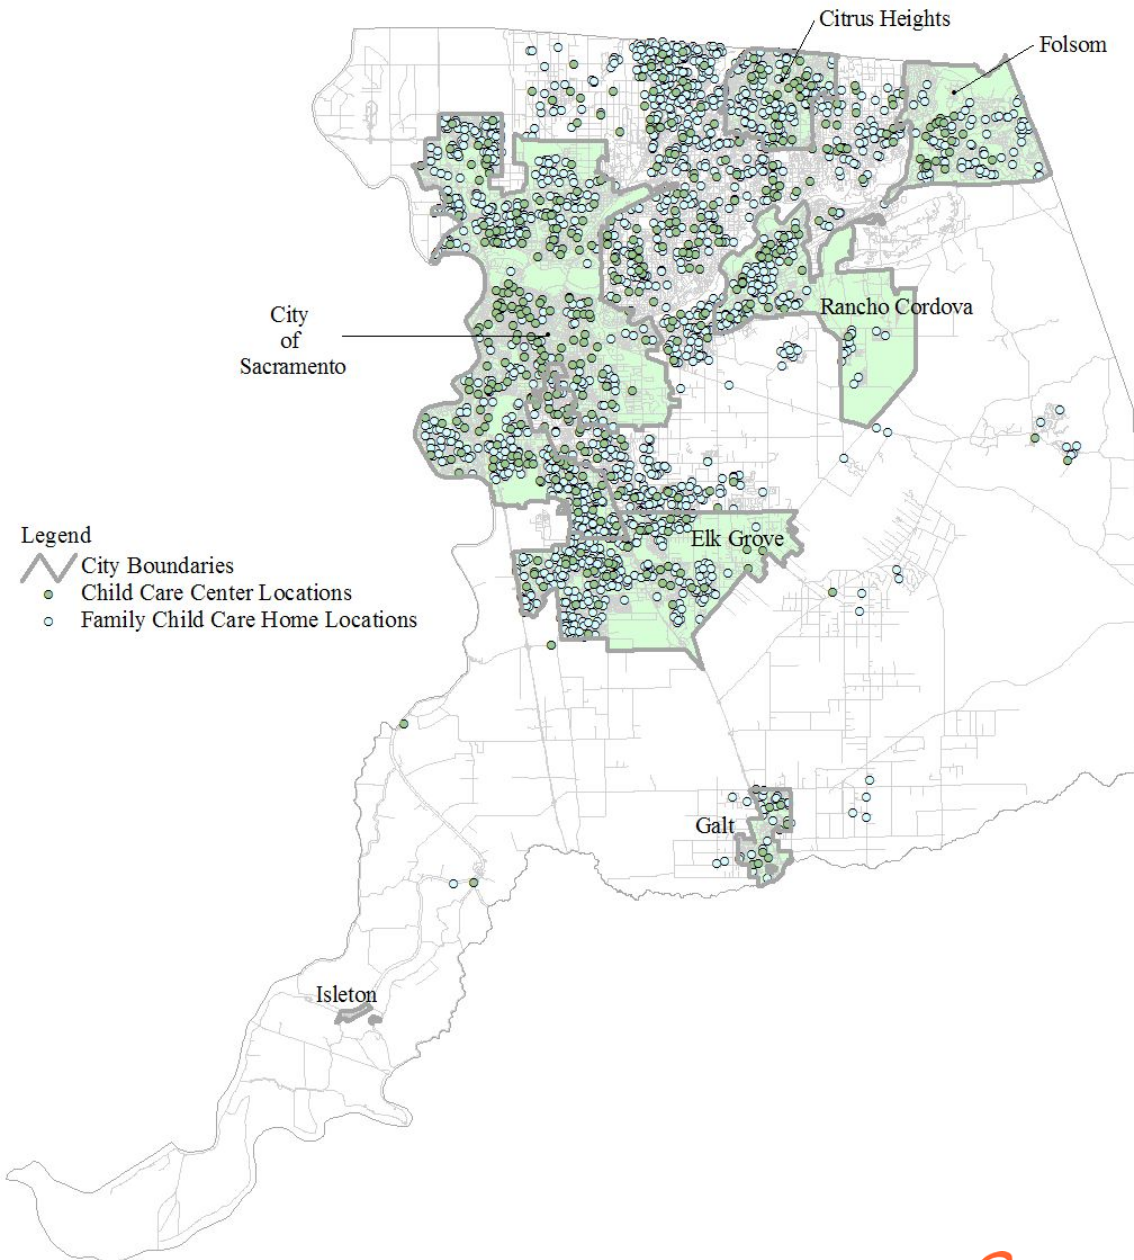 Citrus Heights
Folsom
Rancho Cordova
City
of
Sacramento
Elk Grove
Legend
City Boundaries
Child Care Center Locations
Family Child Care Home Locations
Galt
Isleton